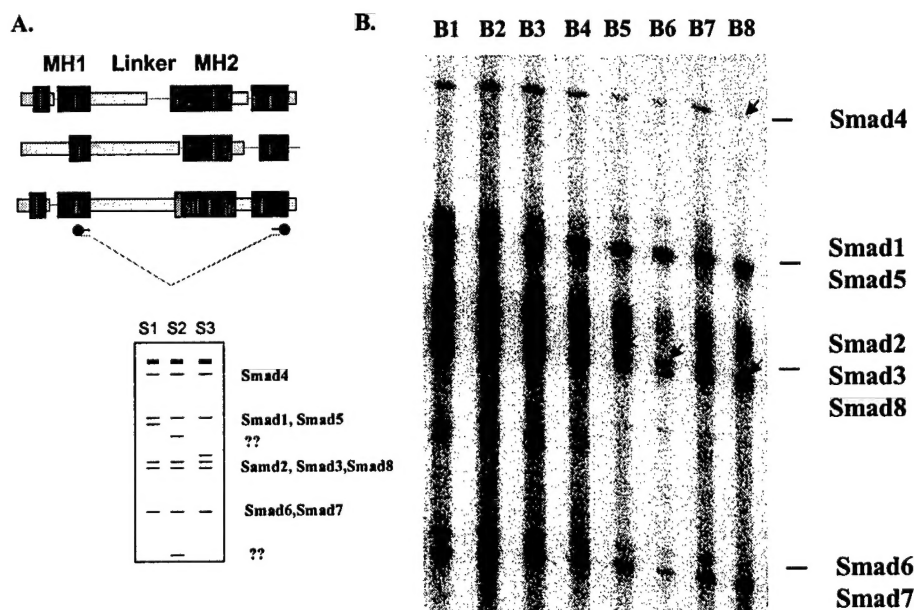 A.
MH1 Linker MH2
S1 S2 S3
Smad4
Smad1, Smad5
??
Samd2, Smad3,Smad8
Smad6,Smad7
??
B.
B1 B2 B3 B4 B5 B6 B7 B8
Smad4
Smad1
Smad5
Smad2
Smad3
Smad8
Smad6
Smad7